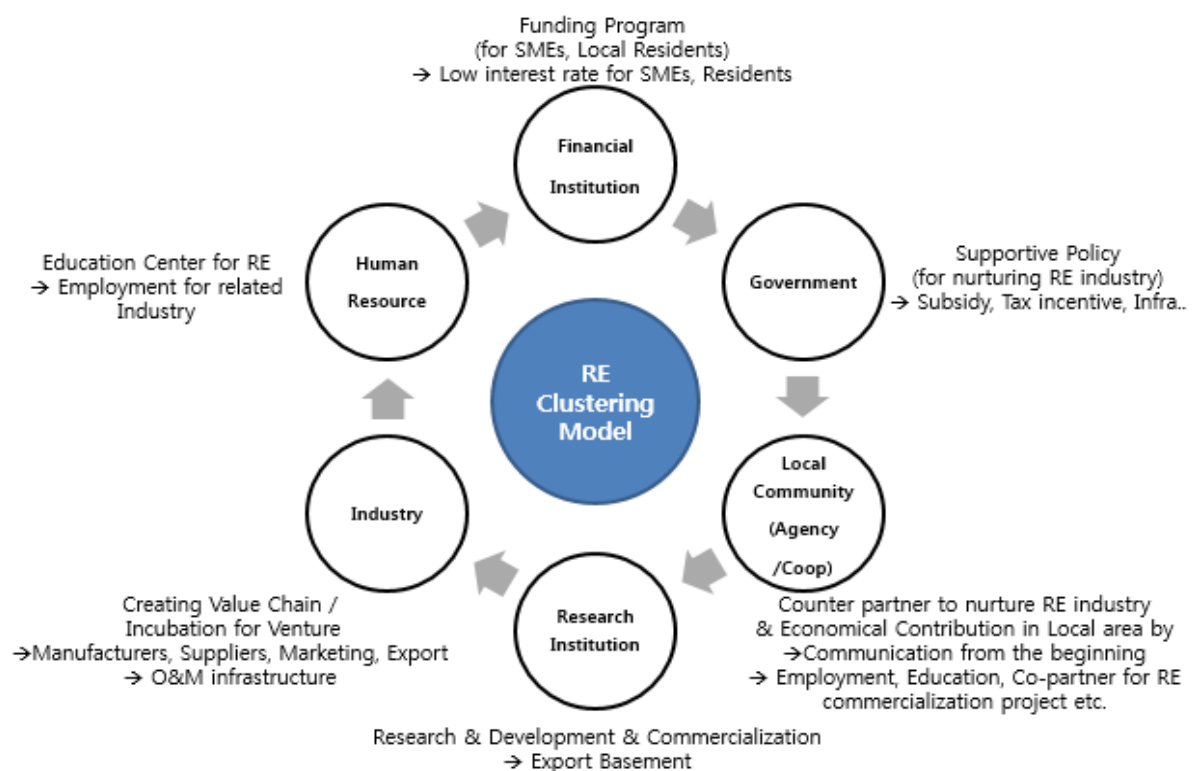 Funding Program
(for SMEs, Local Residents)
→ Low interest rate for SMEs, Residents
Financial
Institution
Human
Resource
Education Center for RE
→ Employment for related
Industry
Government
Supportive Policy
(for nurturing RE industry)
→ Subsidy, Tax incentive, Infra..
RE
Clustering
Model
Local
Community
(Agency
/Coop)
Industry
Research
Institution
Creating Value Chain /
Incubation for Venture
→Manufacturers, Suppliers, Marketing, Export
→ O&M infrastructure
Counter partner to nurture RE industry
& Economical Contribution in Local area by
→Communication from the beginning
→ Employment, Education, Co-partner for RE
commercialization project etc.
Research & Development & Commercialization
→ Export Basement